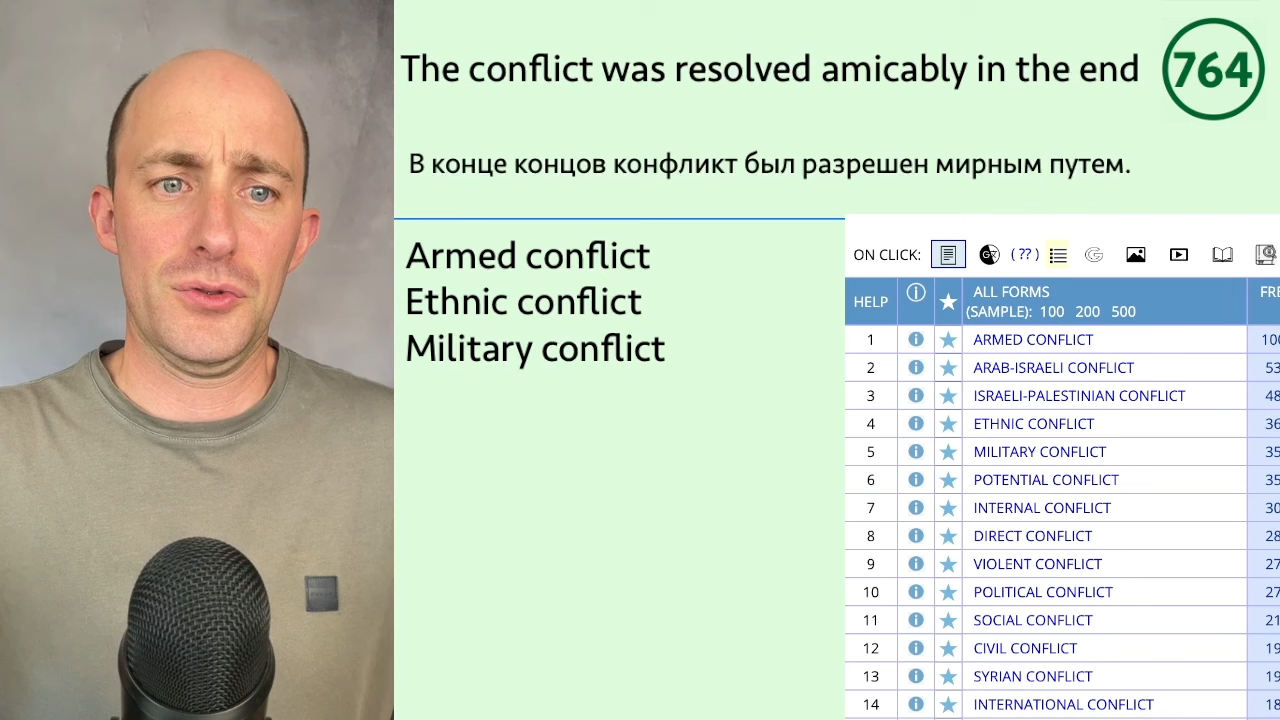 The conflict was resolved amicably in the end
764
В конце концов конфликт был разрешен мирным путем.
Armed conflict
Ethnic conflict
Military conflict
ON CLICK: ( ?? )
HELP ALL FORMS
(SAMPLE): 100 200 500
1 ARMED CONFLICT
2 ARAB-ISRAELI CONFLICT
3 ISRAELI-PALESTINIAN CONFLICT
4 ETHNIC CONFLICT
5 MILITARY CONFLICT
6 POTENTIAL CONFLICT
7 INTERNAL CONFLICT
8 DIRECT CONFLICT
9 VIOLENT CONFLICT
10 POLITICAL CONFLICT
11 SOCIAL CONFLICT
12 CIVIL CONFLICT
13 SYRIAN CONFLICT
14 INTERNATIONAL CONFLICT